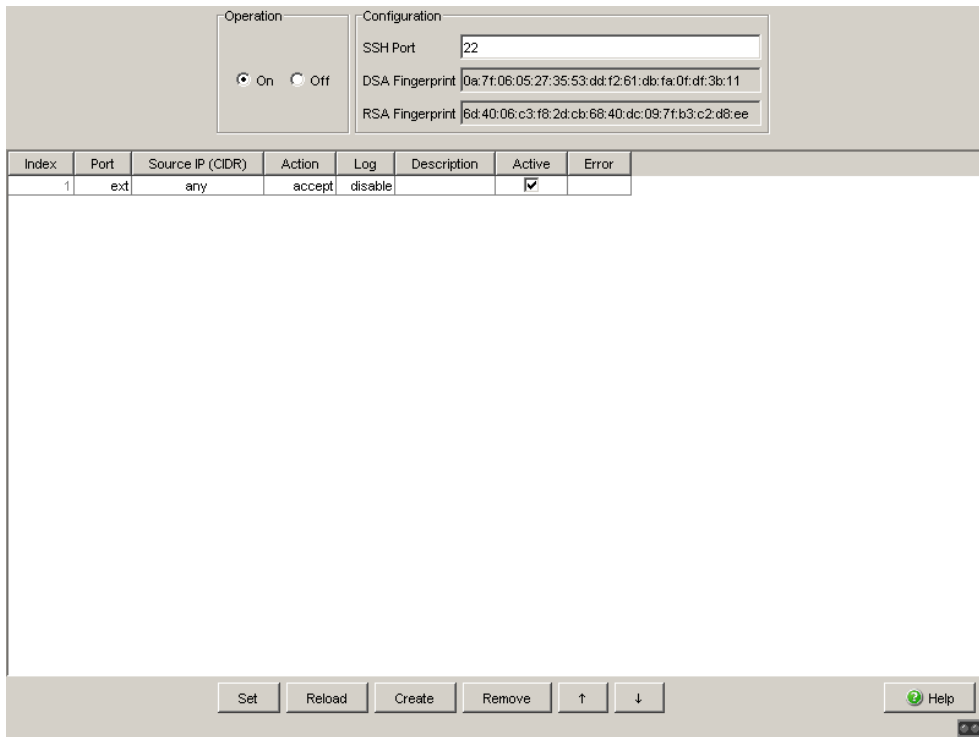 Operation
Configuration
On Off
SSH Port 22
DSA Fingerprint 0a:7f:06:05:27:35:53:dd:f2:61:db:fa:0f:df:3b:11
RSA Fingerprint 6d:40:06:c3:f8:2d:cb:68:40:dc:09:7f:b3:c2:d8:ee
Index Port Source IP (CIDR) Action Log Description Active Error
1 ext any accept disable
Set Reload Create Remove ↑ ↓ Help